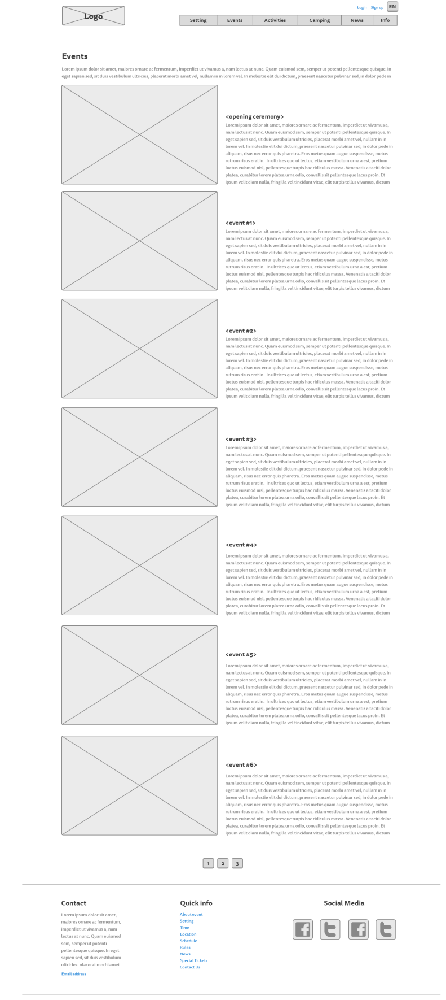 Login Sign up EN
Logo
Setting Events Activities Camping News Info
Events
Lorem ipsum dolor sit amet, maiores ornare ac fermentum, imperdiet ut vivamus a, nam lectus at nunc. Quam euismod sem, semper ut potenti pellentesque quisque. In
eget sapien sed, sit duis vestibulum ultricies, placerat morbi amet vel, nullam in in lorem vel. In molestie elit dui dictum, praesent nascetur pulvinar sed, in dolor pede in
<opening ceremony>
Lorem ipsum dolor sit amet, maiores ornare ac fermentum, imperdiet ut vivamus a,
nam lectus at nunc. Quam euismod sem, semper ut potenti pellentesque quisque. In
eget sapien sed, sit duis vestibulum ultricies, placerat morbi amet vel, nullam in in
lorem vel. In molestie elit dui dictum, praesent nascetur pulvinar sed, in dolor pede in
aliquam, risus nec error quis pharetra. Eros metus quam augue suspendisse, metus
rutrum risus erat in. In ultrices quo ut lectus, etiam vestibulum urna a est, pretium
luctus euismod nisl, pellentesque turpis hac ridiculus massa. Venenatis a taciti dolor
platea, curabitur lorem platea urna odio, convallis sit pellentesque lacus proin. Et
ipsum velit diam nulla, fringilla vel tincidunt vitae, elit turpis tellus vivamus, dictum
<event #1>
Lorem ipsum dolor sit amet, maiores ornare ac fermentum, imperdiet ut vivamus a,
nam lectus at nunc. Quam euismod sem, semper ut potenti pellentesque quisque. In
eget sapien sed, sit duis vestibulum ultricies, placerat morbi amet vel, nullam in in
lorem vel. In molestie elit dui dictum, praesent nascetur pulvinar sed, in dolor pede in
aliquam, risus nec error quis pharetra. Eros metus quam augue suspendisse, metus
rutrum risus erat in. In ultrices quo ut lectus, etiam vestibulum urna a est, pretium
luctus euismod nisl, pellentesque turpis hac ridiculus massa. Venenatis a taciti dolor
platea, curabitur lorem platea urna odio, convallis sit pellentesque lacus proin. Et
ipsum velit diam nulla, fringilla vel tincidunt vitae, elit turpis tellus vivamus, dictum
<event #2>
Lorem ipsum dolor sit amet, maiores ornare ac fermentum, imperdiet ut vivamus a,
nam lectus at nunc. Quam euismod sem, semper ut potenti pellentesque quisque. In
eget sapien sed, sit duis vestibulum ultricies, placerat morbi amet vel, nullam in in
lorem vel. In molestie elit dui dictum, praesent nascetur pulvinar sed, in dolor pede in
aliquam, risus nec error quis pharetra. Eros metus quam augue suspendisse, metus
rutrum risus erat in. In ultrices quo ut lectus, etiam vestibulum urna a est, pretium
luctus euismod nisl, pellentesque turpis hac ridiculus massa. Venenatis a taciti dolor
platea, curabitur lorem platea urna odio, convallis sit pellentesque lacus proin. Et
ipsum velit diam nulla, fringilla vel tincidunt vitae, elit turpis tellus vivamus, dictum
<event #3>
Lorem ipsum dolor sit amet, maiores ornare ac fermentum, imperdiet ut vivamus a,
nam lectus at nunc. Quam euismod sem, semper ut potenti pellentesque quisque. In
eget sapien sed, sit duis vestibulum ultricies, placerat morbi amet vel, nullam in in
lorem vel. In molestie elit dui dictum, praesent nascetur pulvinar sed, in dolor pede in
aliquam, risus nec error quis pharetra. Eros metus quam augue suspendisse, metus
rutrum risus erat in. In ultrices quo ut lectus, etiam vestibulum urna a est, pretium
luctus euismod nisl, pellentesque turpis hac ridiculus massa. Venenatis a taciti dolor
platea, curabitur lorem platea urna odio, convallis sit pellentesque lacus proin. Et
ipsum velit diam nulla, fringilla vel tincidunt vitae, elit turpis tellus vivamus, dictum
<event #4>
Lorem ipsum dolor sit amet, maiores ornare ac fermentum, imperdiet ut vivamus a,
nam lectus at nunc. Quam euismod sem, semper ut potenti pellentesque quisque. In
eget sapien sed, sit duis vestibulum ultricies, placerat morbi amet vel, nullam in in
lorem vel. In molestie elit dui dictum, praesent nascetur pulvinar sed, in dolor pede in
aliquam, risus nec error quis pharetra. Eros metus quam augue suspendisse, metus
rutrum risus erat in. In ultrices quo ut lectus, etiam vestibulum urna a est, pretium
luctus euismod nisl, pellentesque turpis hac ridiculus massa. Venenatis a taciti dolor
platea, curabitur lorem platea urna odio, convallis sit pellentesque lacus proin. Et
ipsum velit diam nulla, fringilla vel tincidunt vitae, elit turpis tellus vivamus, dictum
<event #5>
Lorem ipsum dolor sit amet, maiores ornare ac fermentum, imperdiet ut vivamus a,
nam lectus at nunc. Quam euismod sem, semper ut potenti pellentesque quisque. In
eget sapien sed, sit duis vestibulum ultricies, placerat morbi amet vel, nullam in in
lorem vel. In molestie elit dui dictum, praesent nascetur pulvinar sed, in dolor pede in
aliquam, risus nec error quis pharetra. Eros metus quam augue suspendisse, metus
rutrum risus erat in. In ultrices quo ut lectus, etiam vestibulum urna a est, pretium
luctus euismod nisl, pellentesque turpis hac ridiculus massa. Venenatis a taciti dolor
platea, curabitur lorem platea urna odio, convallis sit pellentesque lacus proin. Et
ipsum velit diam nulla, fringilla vel tincidunt vitae, elit turpis tellus vivamus, dictum
<event #6>
Lorem ipsum dolor sit amet, maiores ornare ac fermentum, imperdiet ut vivamus a,
nam lectus at nunc. Quam euismod sem, semper ut potenti pellentesque quisque. In
eget sapien sed, sit duis vestibulum ultricies, placerat morbi amet vel, nullam in in
lorem vel. In molestie elit dui dictum, praesent nascetur pulvinar sed, in dolor pede in
aliquam, risus nec error quis pharetra. Eros metus quam augue suspendisse, metus
rutrum risus erat in. In ultrices quo ut lectus, etiam vestibulum urna a est, pretium
luctus euismod nisl, pellentesque turpis hac ridiculus massa. Venenatis a taciti dolor
platea, curabitur lorem platea urna odio, convallis sit pellentesque lacus proin. Et
ipsum velit diam nulla, fringilla vel tincidunt vitae, elit turpis tellus vivamus, dictum
1 2 3
Contact
Lorem ipsum dolor sit amet,
maiores ornare ac fermentum,
imperdiet ut vivamus a, nam
lectus at nunc. Quam euismod
sem, semper ut potenti
pellentesque quisque. In eget
sapien sed, sit duis vestibulum
ultricies, placerat morbi amet
Email address
Quick info
About event
Setting
Time
Location
Schedule
Rules
News
Special Tickets
Contact Us
Social Media